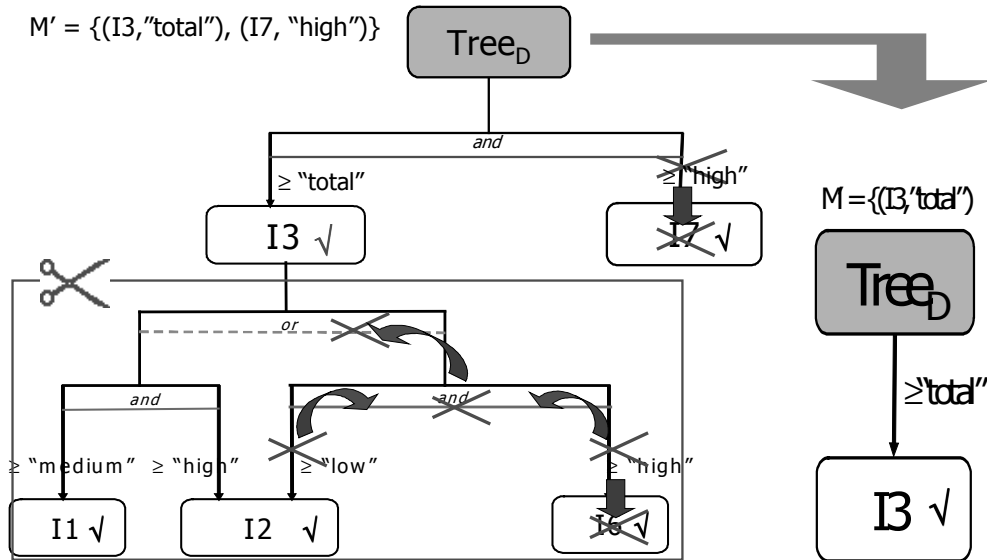 M' = {(I3,”total”), (I7, “high”)}
Tree_D
and
≥ “total”
≥ “high”
M' = {(I3,”total”)
I3 √
I7 √
Tree_D
or
and
and
≥“total”
≥ “medium”
≥ “high”
≥ “low”
≥ “high”
I3 √
I1 √
I2 √
I6 √